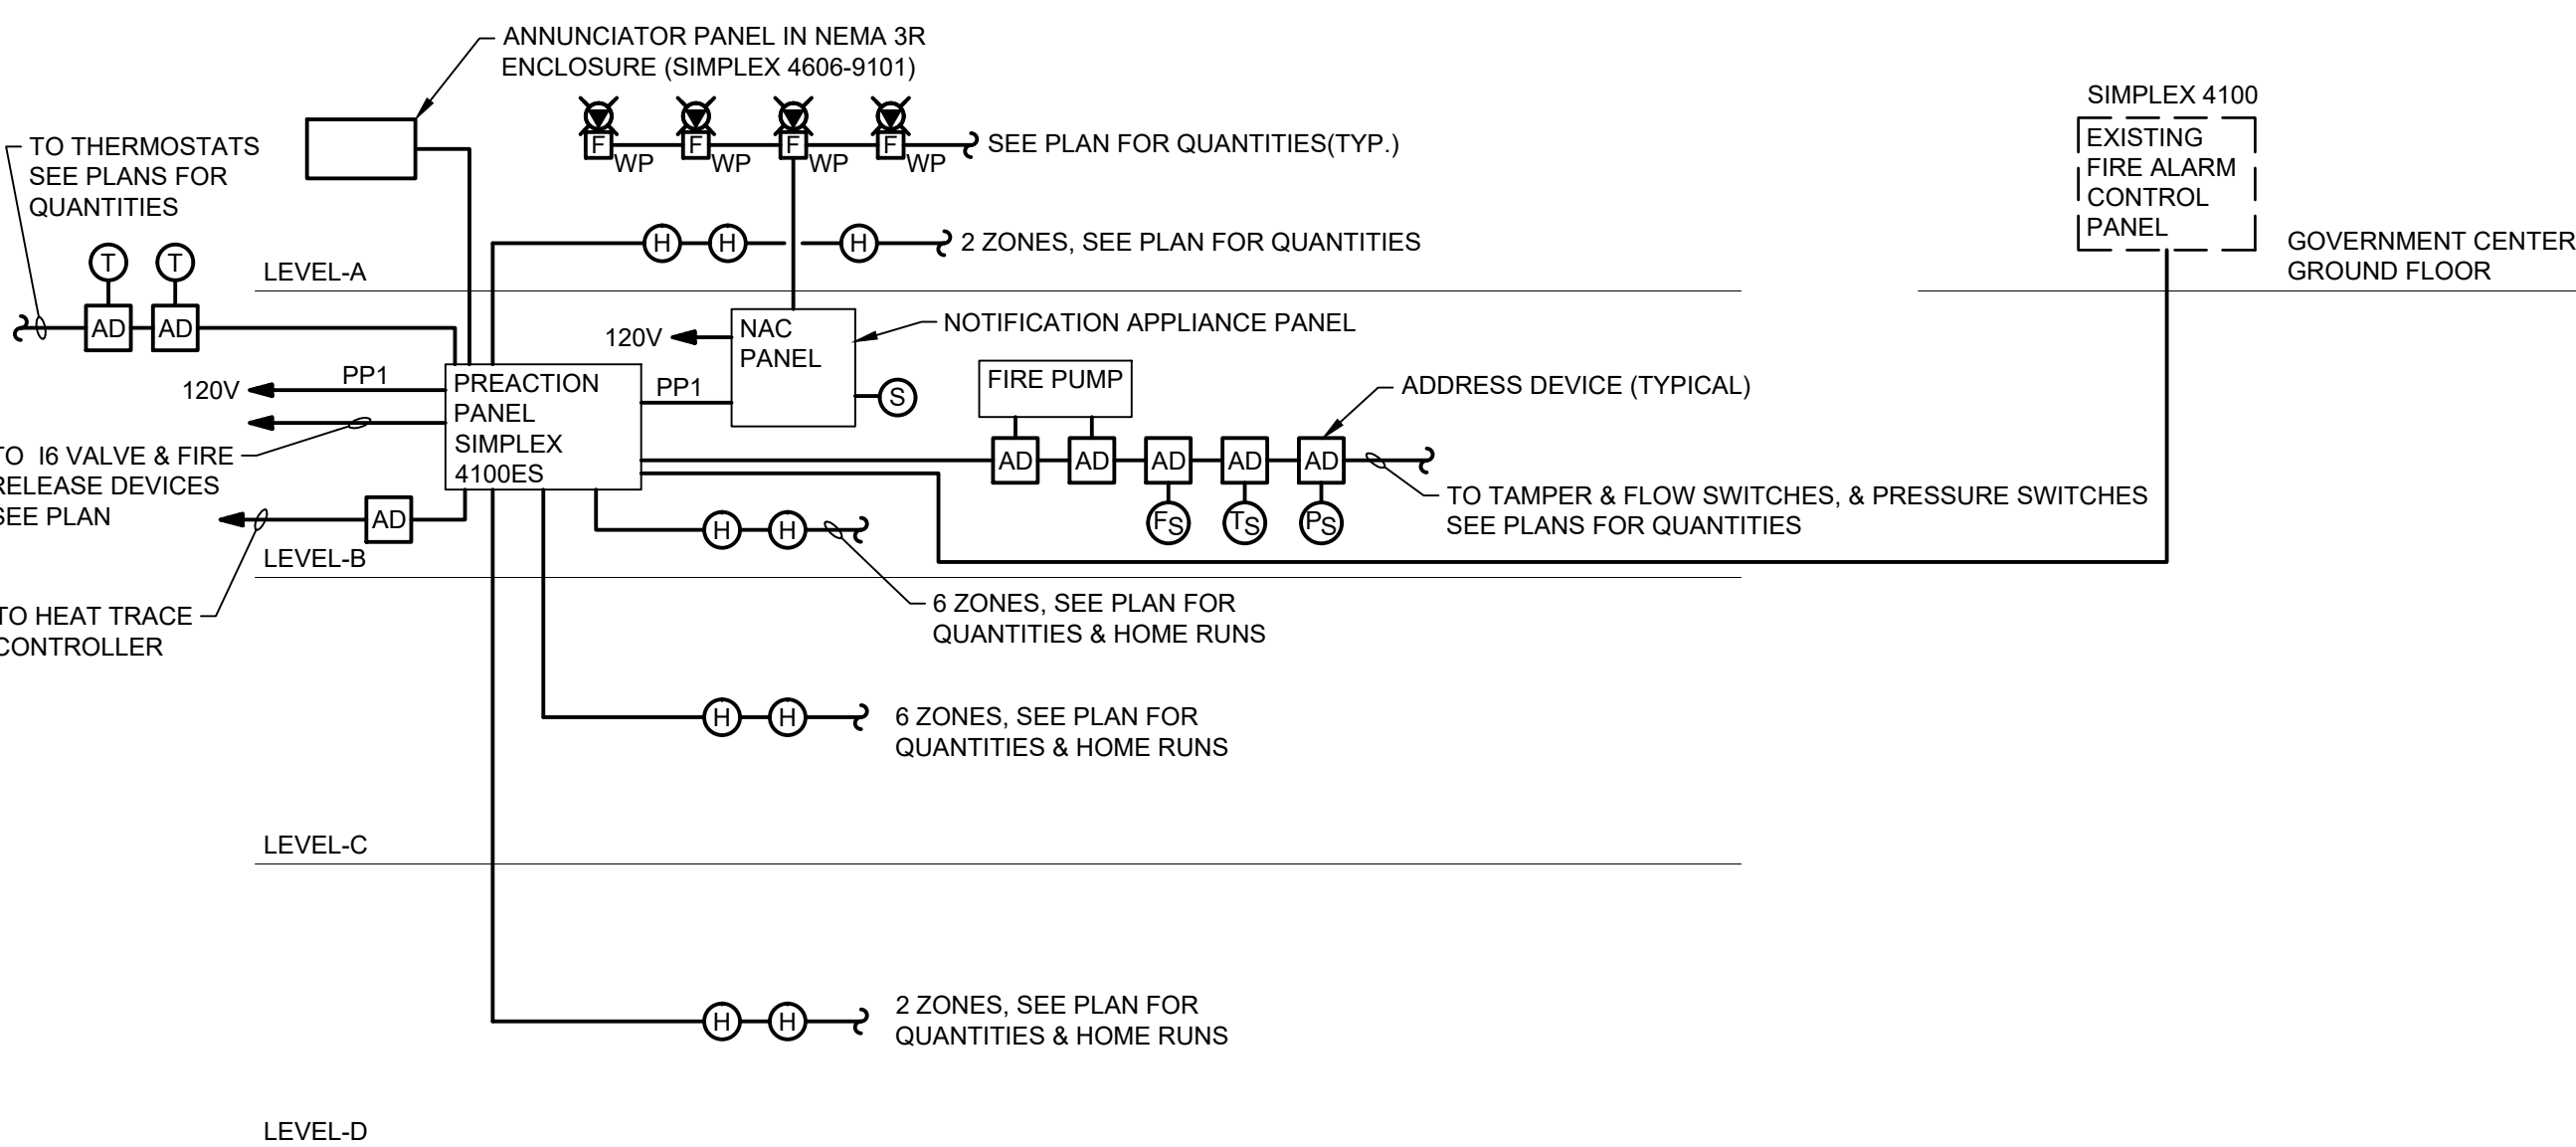 ANNUNCIATOR PANEL IN NEMA 3R
ENCLOSURE (SIMPLEX 4606-9101)
F F F F
WP WP WP WP
SEE PLAN FOR QUANTITIES(TYP.)
SIMPLEX 4100
EXISTING
FIRE ALARM
CONTROL
PANEL
GOVERNMENT CENTER
GROUND FLOOR
TO THERMOSTATS
SEE PLANS FOR
QUANTITIES
T T
AD AD
H H H
2 ZONES, SEE PLAN FOR QUANTITIES
LEVEL-A
120V
NAC
PANEL
NOTIFICATION APPLIANCE PANEL
S
120V
PP1
PREACTION
PANEL
SIMPLEX
4100ES
PP1
FIRE PUMP
ADDRESS DEVICE (TYPICAL)
AD AD AD AD AD
FS TS PS
TO TAMPER & FLOW SWITCHES, & PRESSURE SWITCHES
SEE PLANS FOR QUANTITIES
TO I6 VALVE & FIRE
RELEASE DEVICES
SEE PLAN
AD
H H
LEVEL-B
6 ZONES, SEE PLAN FOR
QUANTITIES & HOME RUNS
TO HEAT TRACE
CONTROLLER
H H
6 ZONES, SEE PLAN FOR
QUANTITIES & HOME RUNS
LEVEL-C
H H
2 ZONES, SEE PLAN FOR
QUANTITIES & HOME RUNS
LEVEL-D